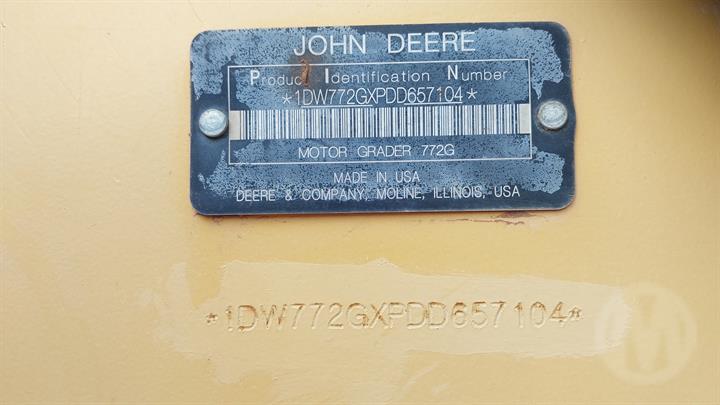 JOHN DEERE
Product Identification Number
*1DW772GXPDD657104*
MOTOR GRADER 772G
MADE IN USA
DEERE & COMPANY, MOLINE, ILLINOIS, USA
*1DW772GXPDD657104*
M